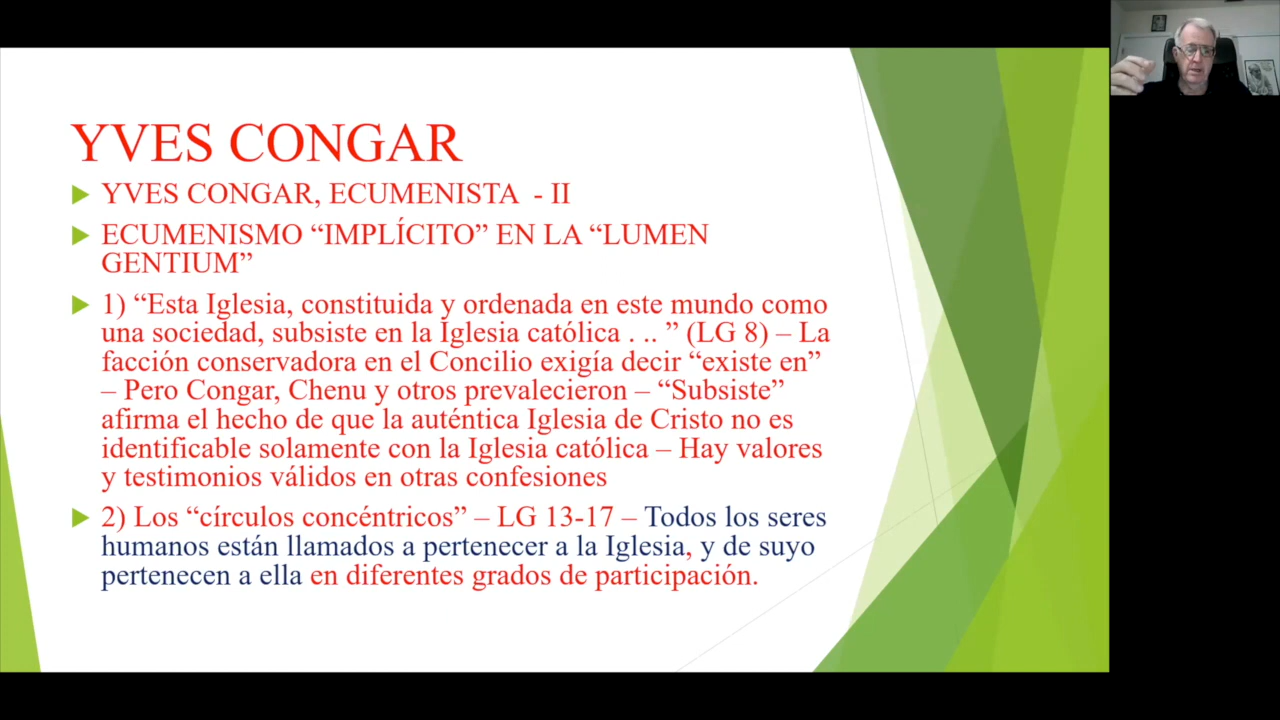 YVES CONGAR
YVES CONGAR, ECUMENISTA - II
ECUMENISMO “IMPLÍCITO” EN LA “LUMEN
GENTIUM”
1) “Esta Iglesia, constituida y ordenada en este mundo como
una sociedad, subsiste en la Iglesia católica . .. ” (LG 8) – La
facción conservadora en el Concilio exigía decir “existe en”
– Pero Congar, Chenu y otros prevalecieron – “Subsiste”
afirma el hecho de que la auténtica Iglesia de Cristo no es
identificable solamente con la Iglesia católica – Hay valores
y testimonios válidos en otras confesiones
2) Los “círculos concéntricos” – LG 13-17 – Todos los seres
humanos están llamados a pertenecer a la Iglesia, y de suyo
pertenecen a ella en diferentes grados de participación.